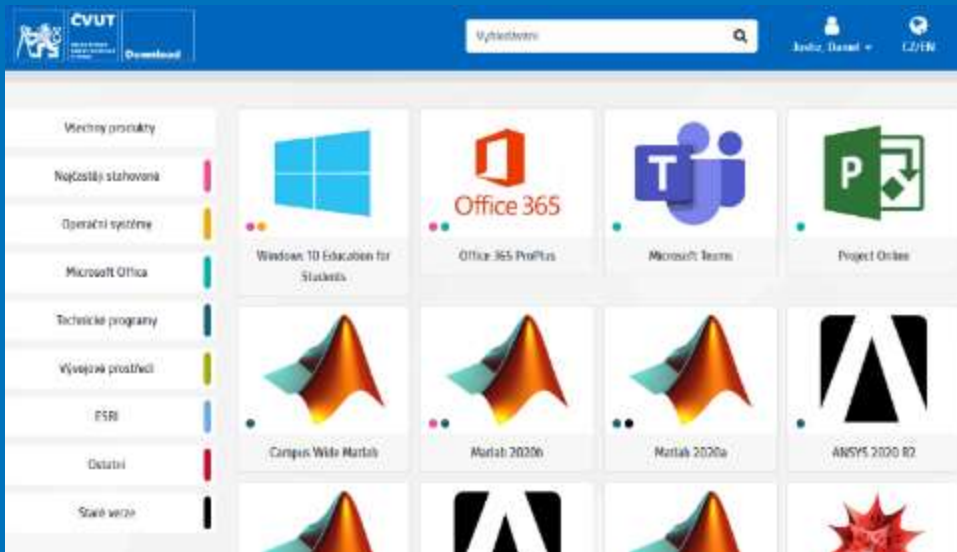 ČVUT
Download
Vyhledávání
CZ/EN
Všechny produkty
Nejčastěji stahované
Operační systémy
Microsoft Office
Technické programy
Vývojové prostředí
ESRI
Ostatní
Staré verze
Office 365
T
P
Windows 10 Education for
Students
Office 365 ProPlus
Microsoft Teams
Project Online
Campus Wide Matlab
Matlab 2020b
Matlab 2020a
ANSYS 2020 R2